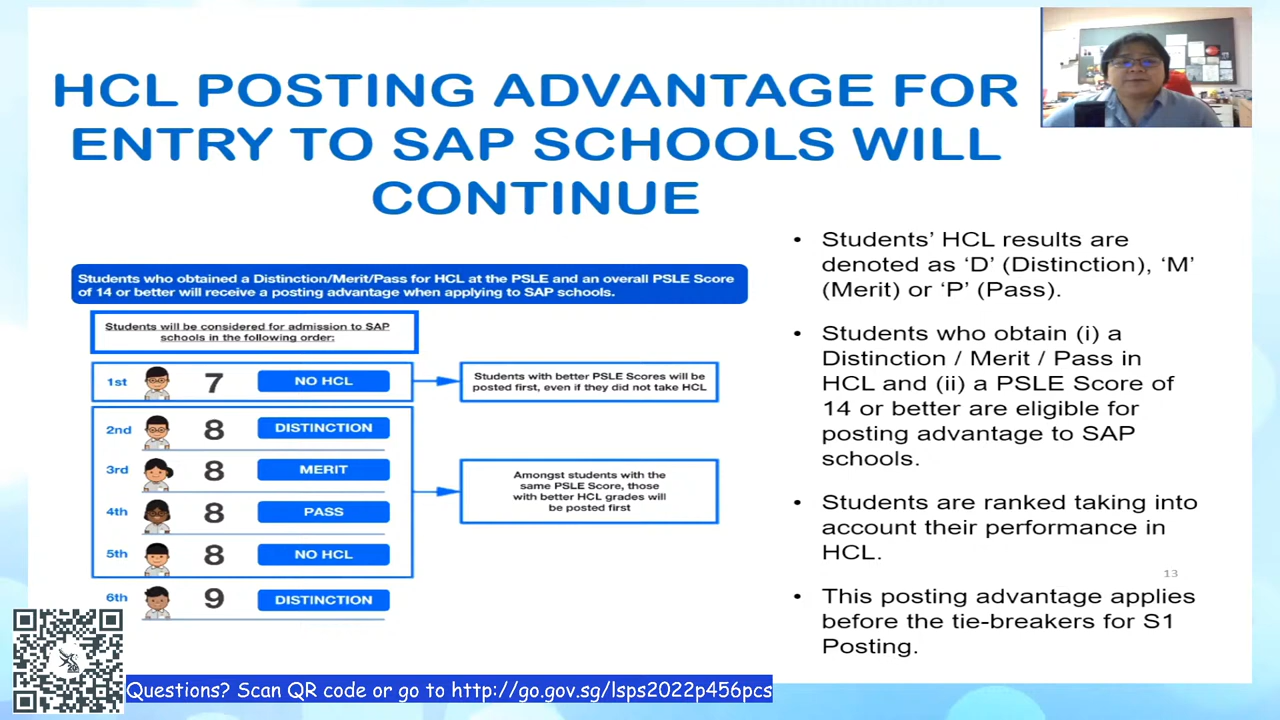 HCL POSTING ADVANTAGE FOR
ENTRY TO SAP SCHOOLS WILL
CONTINUE
Students who obtained a Distinction/Merit/Pass for HCL at the PSLE and an overall PSLE Score
of 14 or better will receive a posting advantage when applying to SAP schools.
Students will be considered for admission to SAP
schools in the following order:
1st 7 NO HCL
Students with better PSLE Scores will be
posted first, even if they did not take HCL
2nd 8 DISTINCTION
3rd 8 MERIT
4th 8 PASS
5th 8 NO HCL
Amongst students with the
same PSLE Score, those
with better HCL grades will
be posted first
6th 9 DISTINCTION
• Students’ HCL results are
denoted as ‘D’ (Distinction), ‘M’
(Merit) or ‘P’ (Pass).
• Students who obtain (i) a
Distinction / Merit / Pass in
HCL and (ii) a PSLE Score of
14 or better are eligible for
posting advantage to SAP
schools.
• Students are ranked taking into
account their performance in
HCL.
13
• This posting advantage applies
before the tie-breakers for S1
Posting.
Questions? Scan QR code or go to http://go.gov.sg/lsps2022p456pcs